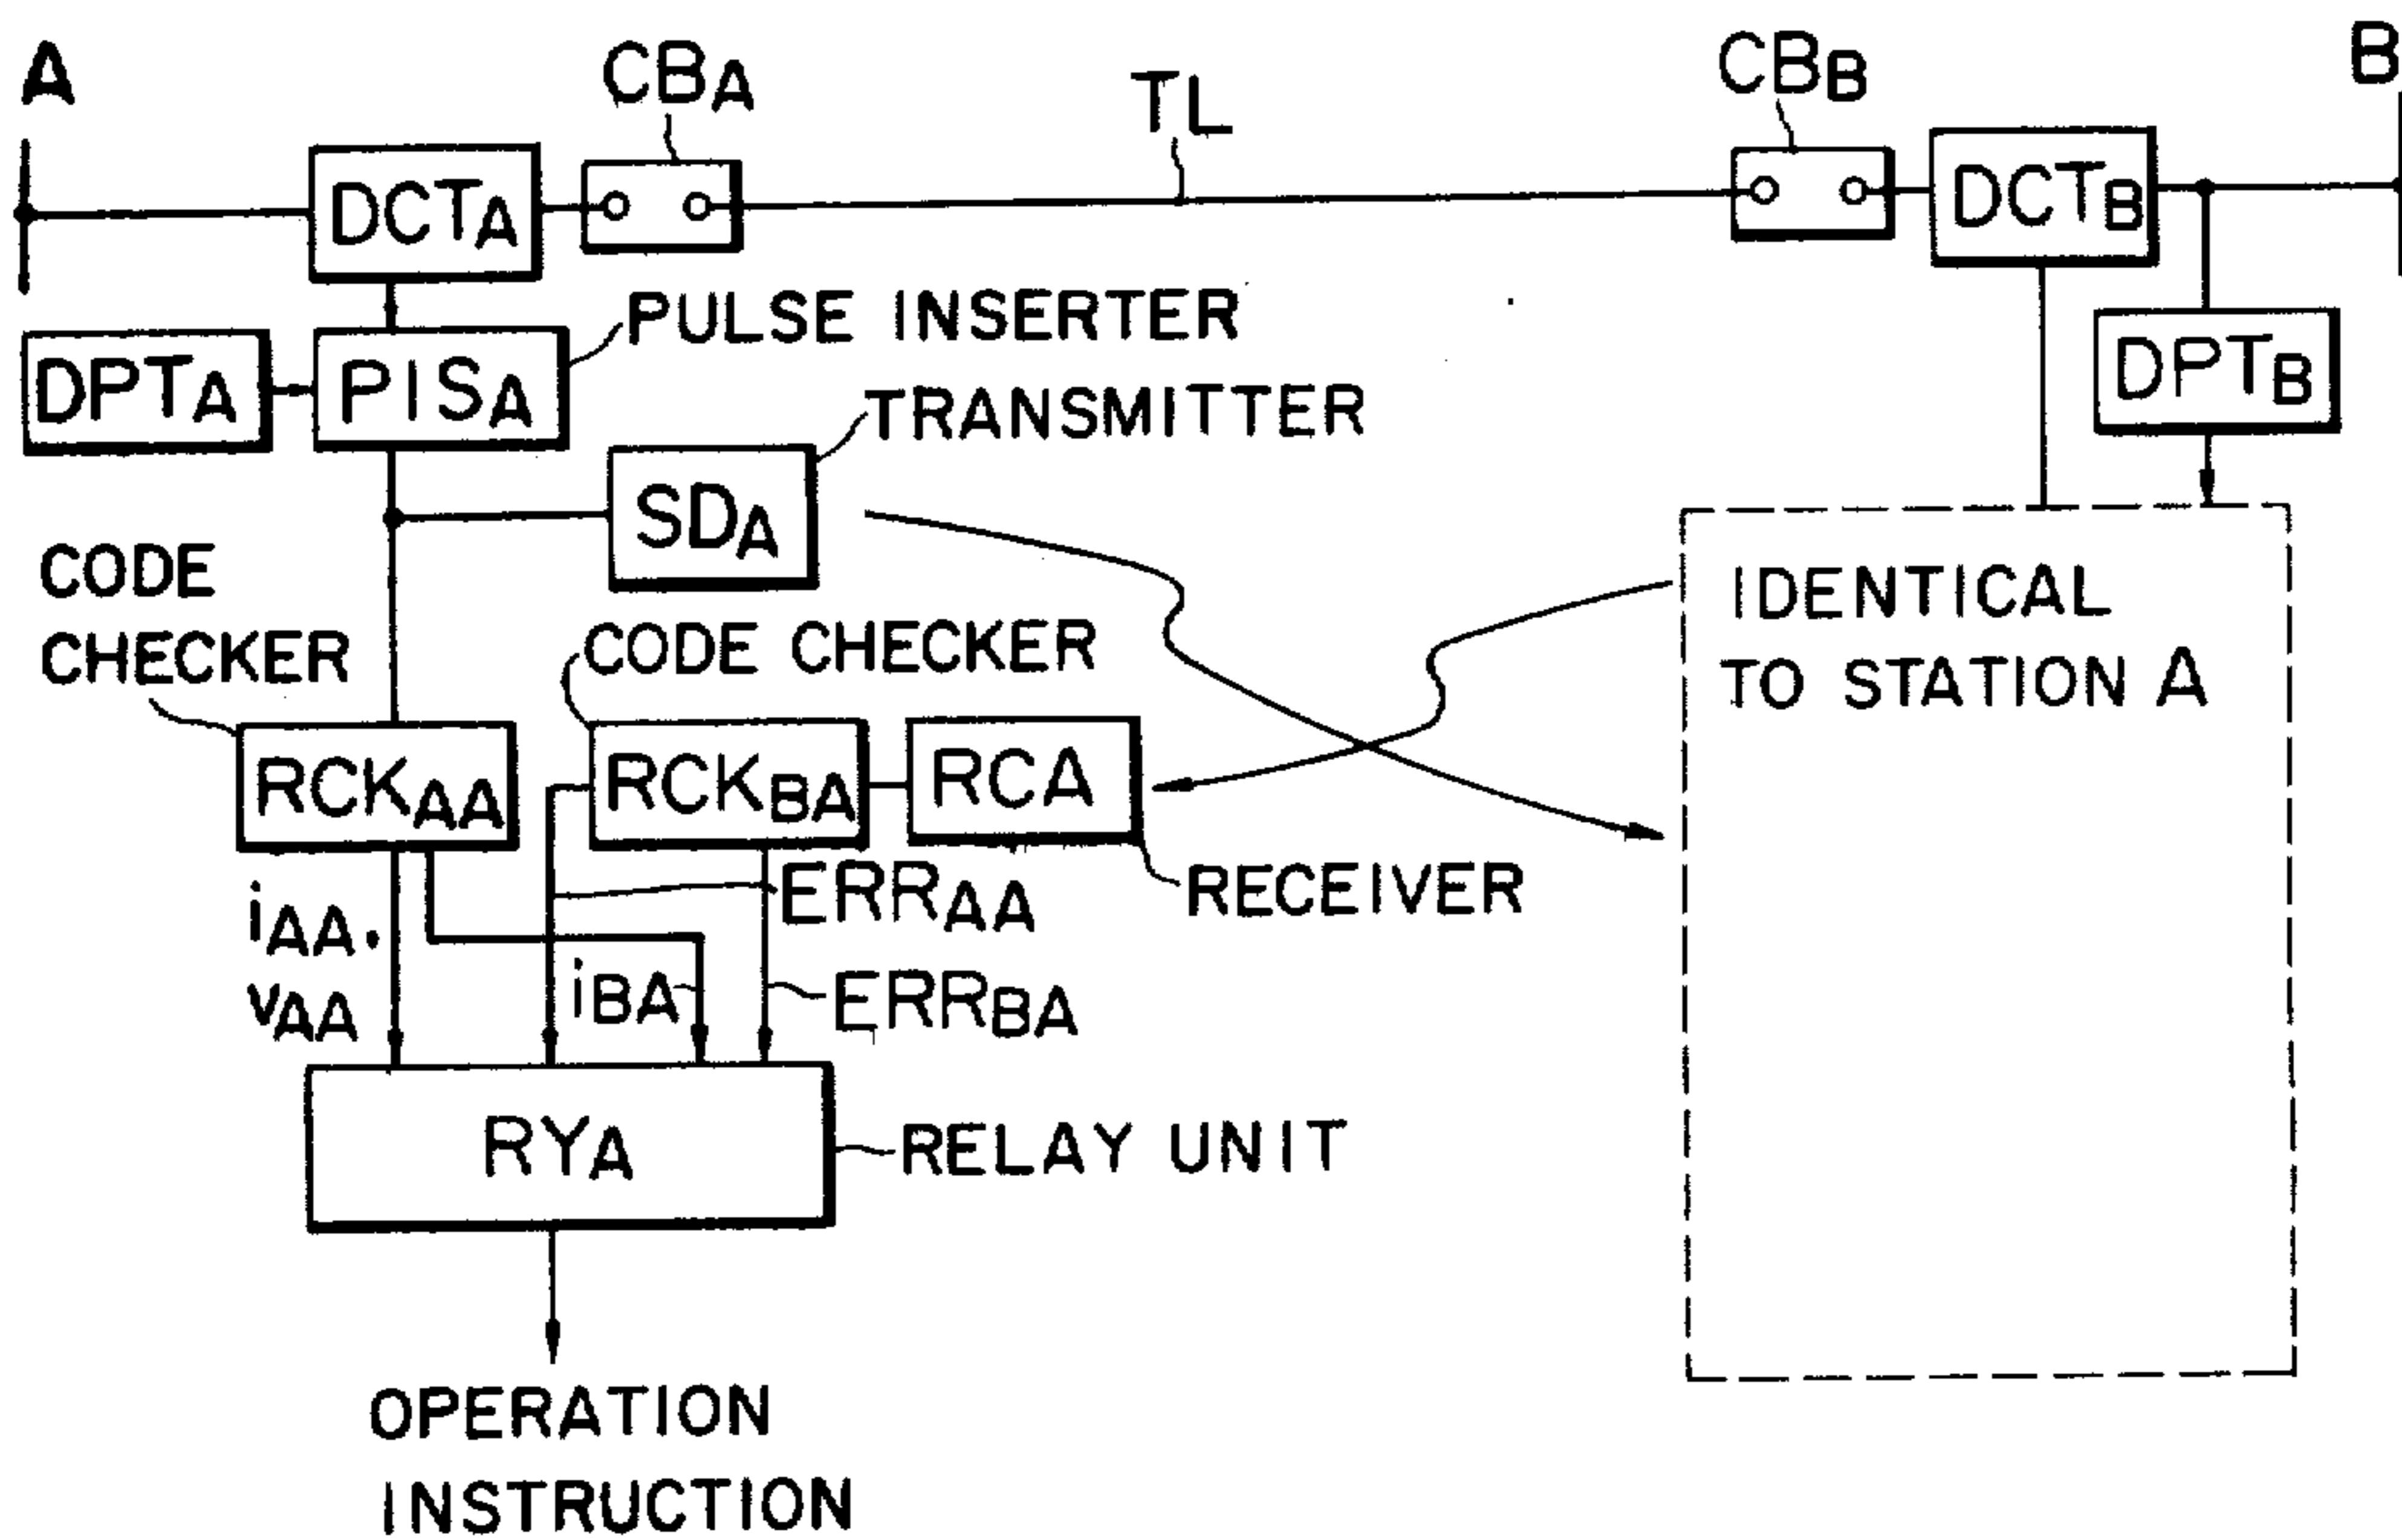 A
CBA
TL
CBB
B
DCTA
DCTB
PULSE INSERTER
DPTA
PISA
DPTB
TRANSMITTER
SDA
CODE
CHECKER
CODE CHECKER
IDENTICAL
TO STATION A
RCKAA
RCKBA
RCA
RECEIVER
iAA·
vAA
ERRAA
iBA
ERRBA
RYA
RELAY UNIT
OPERATION
INSTRUCTION